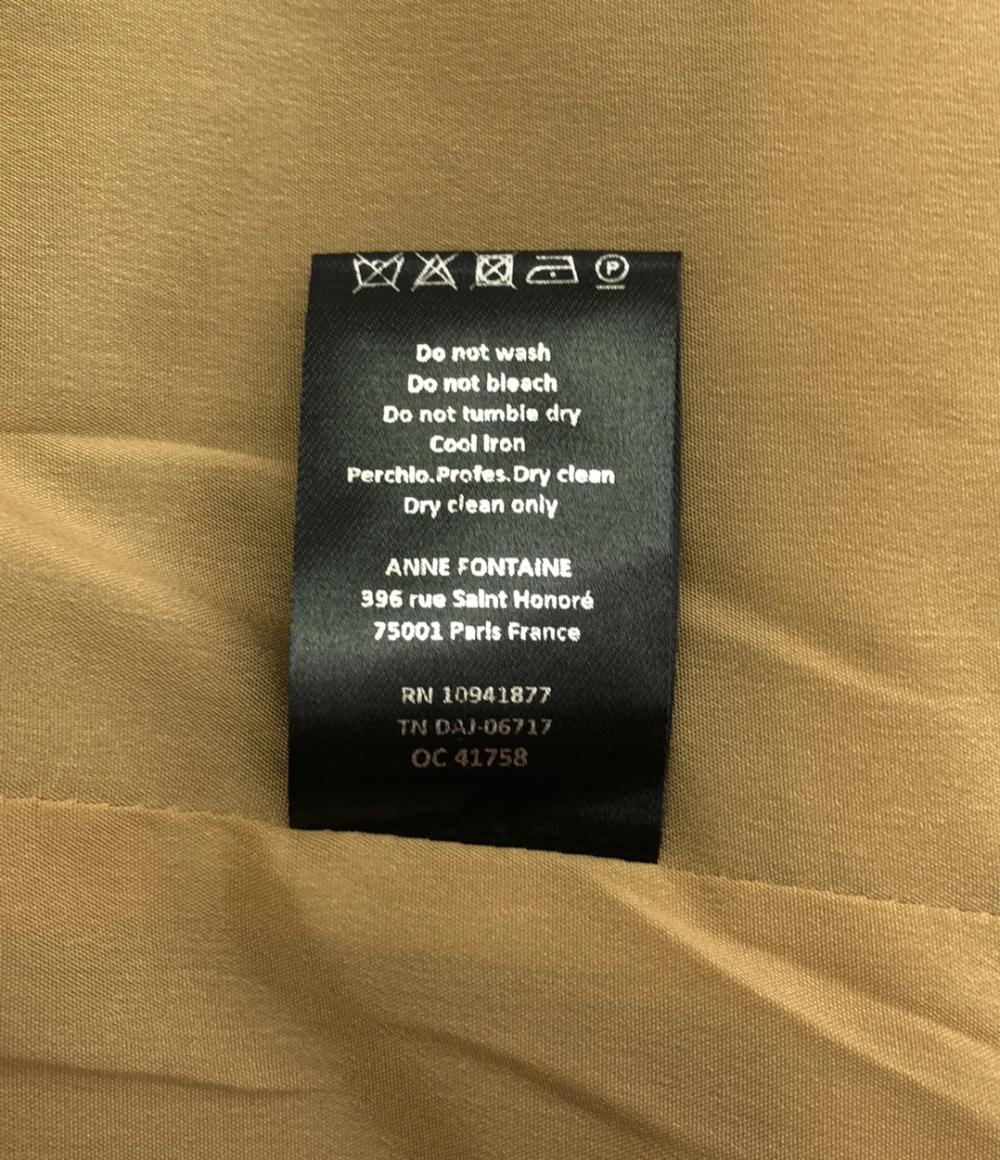 P
Do not wash
Do not bleach
Do not tumble dry
Cool Iron
Perchlo.Profes.Dry clean
Dry clean only
ANNE FONTAINE
396 rue Saint Honoré
75001 Paris France
RN 10941877
TN DAJ-06717
OC 41758